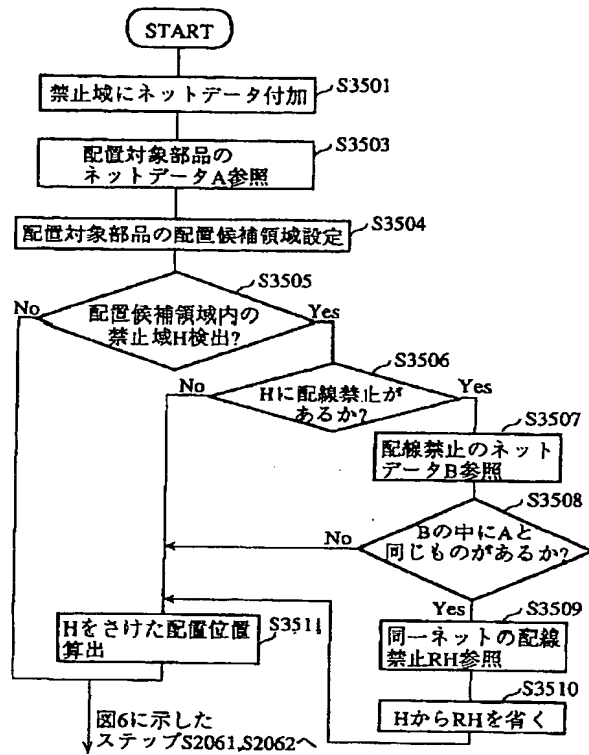 START
S3501
禁止域にネットデータ付加
S3503
配置対象部品の
ネットデータA参照
S3504
配置対象部品の配置候補領域設定
S3505
No
Yes
配置候補領域内の
禁止域H検出?
S3506
No
Yes
Hに配線禁止が
あるか?
S3507
配線禁止のネット
データB参照
S3508
No
Bの中にAと
同じものがあるか?
Yes
S3509
S3511
Hをさけた配置位置
算出
同一ネットの配線
禁止RH参照
S3510
HからRHを省く
図6に示した
ステップS2061,S2062へ